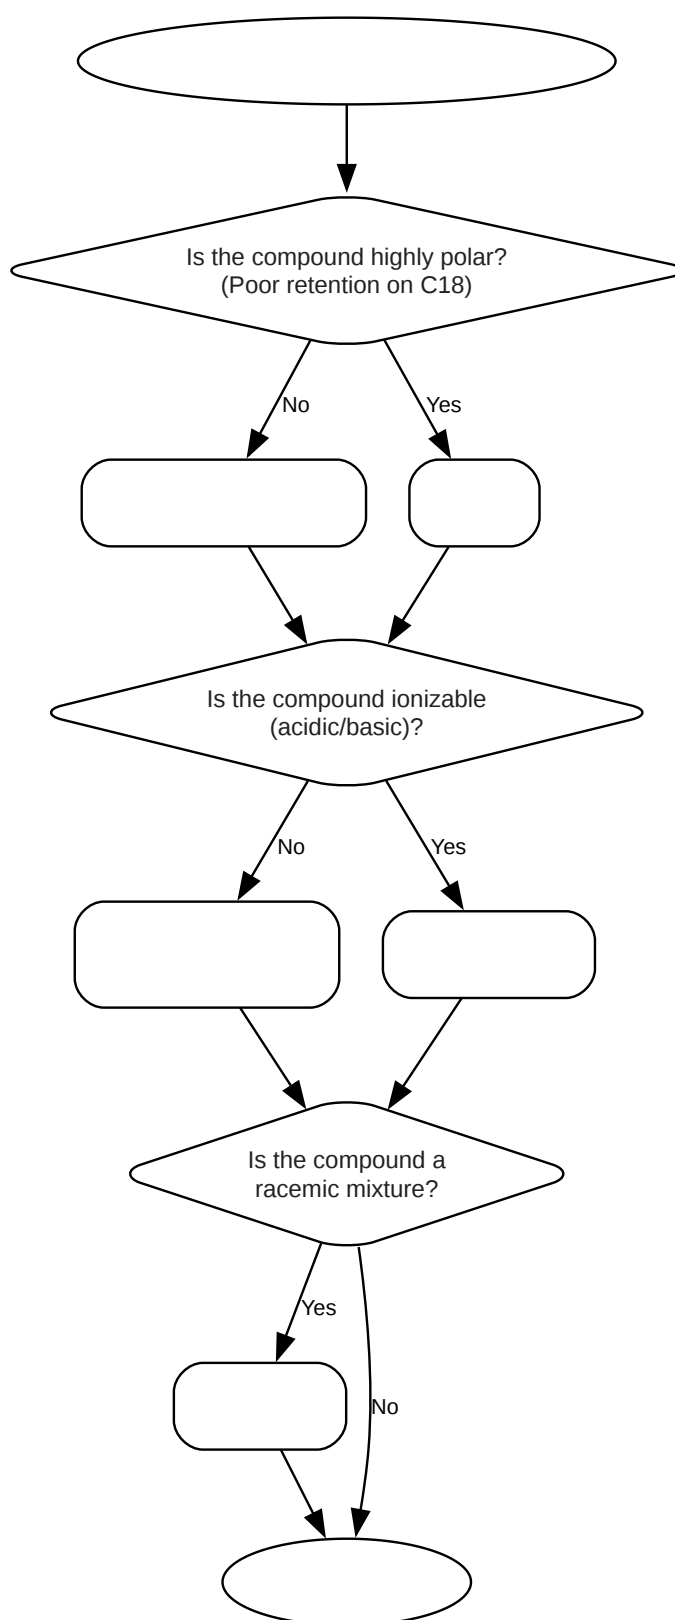 Is the compound highly polar?
(Poor retention on C18)
No
Yes
Is the compound ionizable
(acidic/basic)?
No
Yes
Is the compound a
racemic mixture?
Yes
No